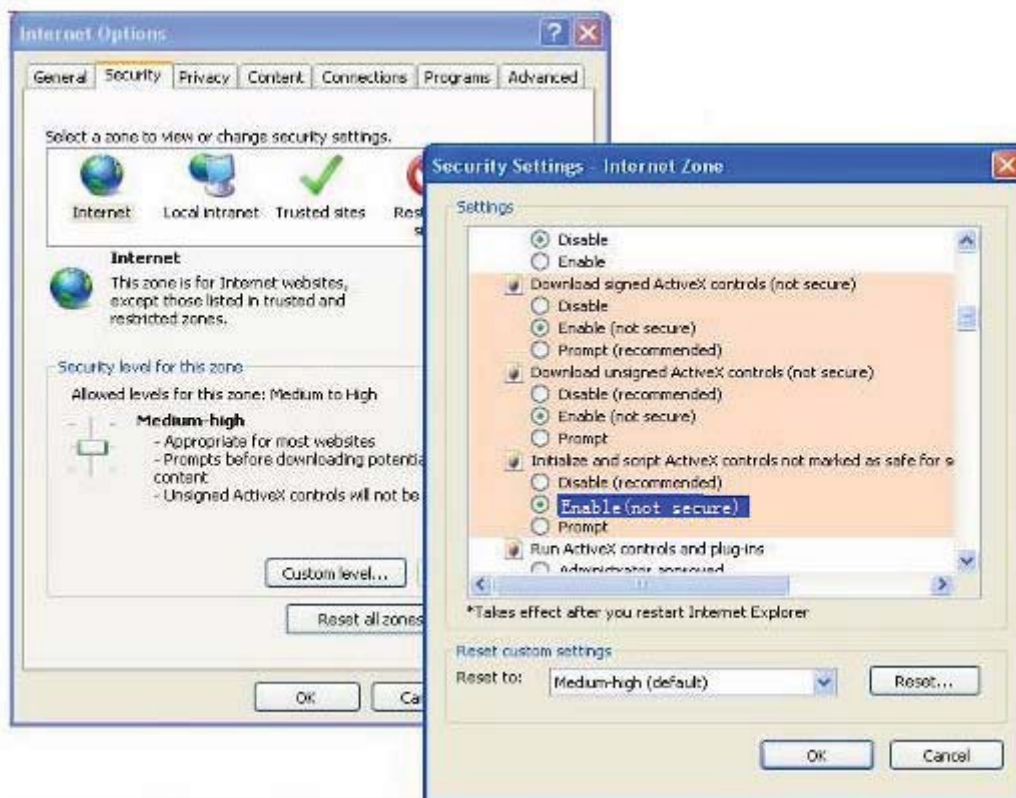 Internet Options
General Security Privacy Content Connections Programs Advanced
Select a zone to view or change security settings.
Internet Local intranet Trusted sites
Internet
This zone is for Internet websites,
except those listed in trusted and
restricted zones.
Security level for this zone
Allowed levels for this zone: Medium to High
Medium-high
- Appropriate for most websites
- Prompts before downloading
content
- Unsigned ActiveX controls will not be
Custom level...
Reset all zones
OK
Security Settings - Internet Zone
Settings
Disable
Enable
Download signed ActiveX controls (not secure)
Disable
Enable (not secure)
Prompt (recommended)
Download unsigned ActiveX controls (not secure)
Disable (recommended)
Enable (not secure)
Prompt
Initialize and script ActiveX controls not marked as safe for s
Disable (recommended)
Enable(not secure)
Prompt
Run ActiveX controls and plug-ins
Administrator approved
*Takes effect after you restart Internet Explorer
Reset custom settings
Reset to: Medium-high (default) Reset...
OK Cancel